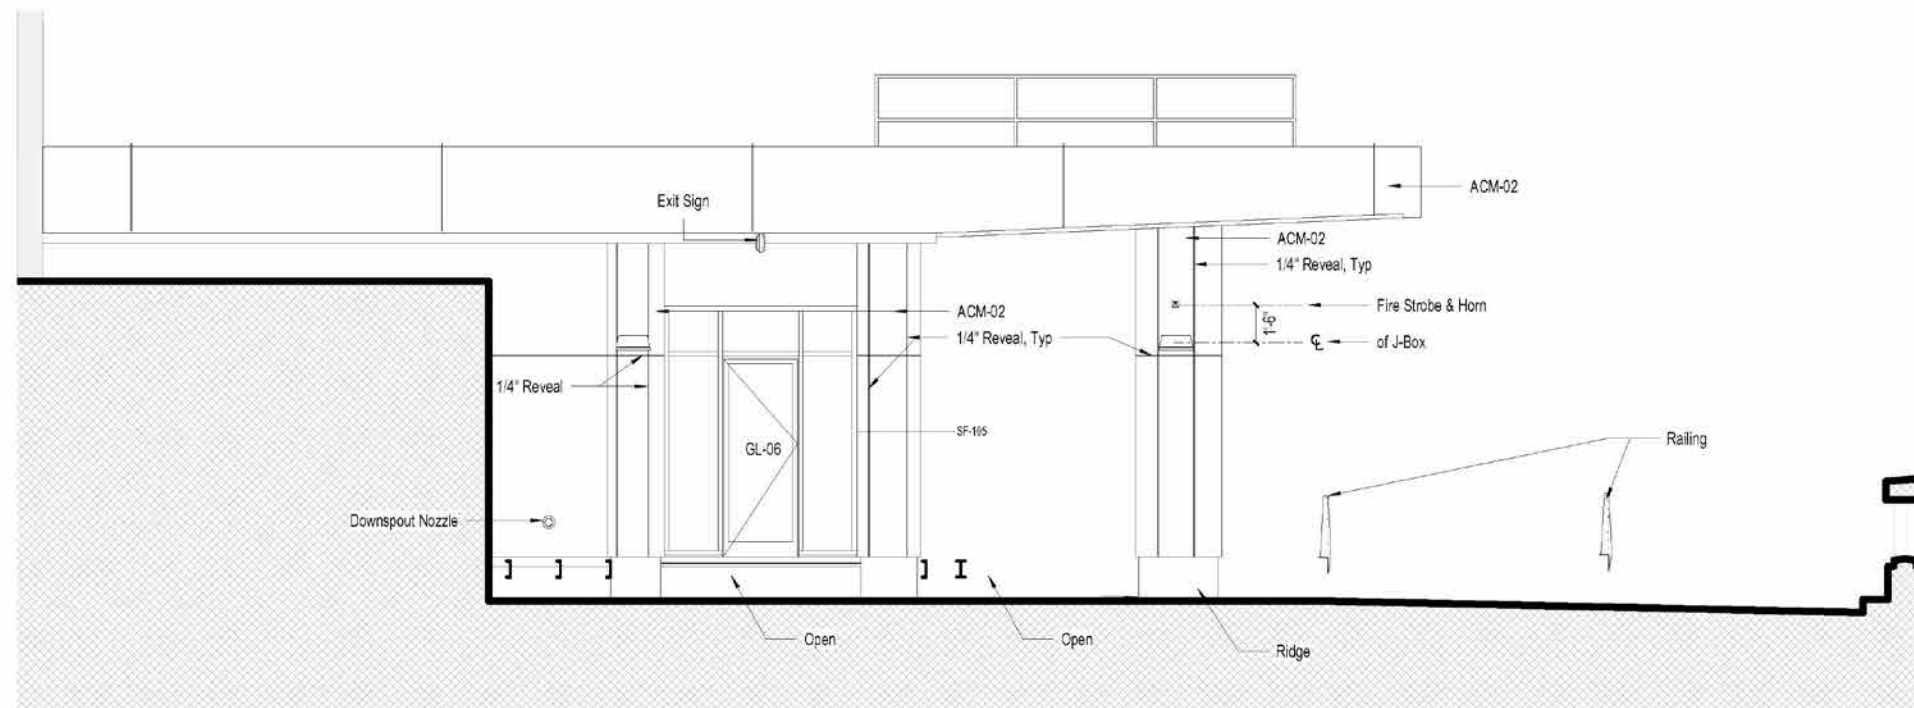 ACM-02
Exit Sign
ACM-02
1/4" Reveal, Typ
Fire Strobe & Horn
ACM-02
1'-6"
1/4" Reveal, Typ
℄
of J-Box
1/4" Reveal
SF-105
Railing
GL-06
Downspout Nozzle
Open
Open
Ridge